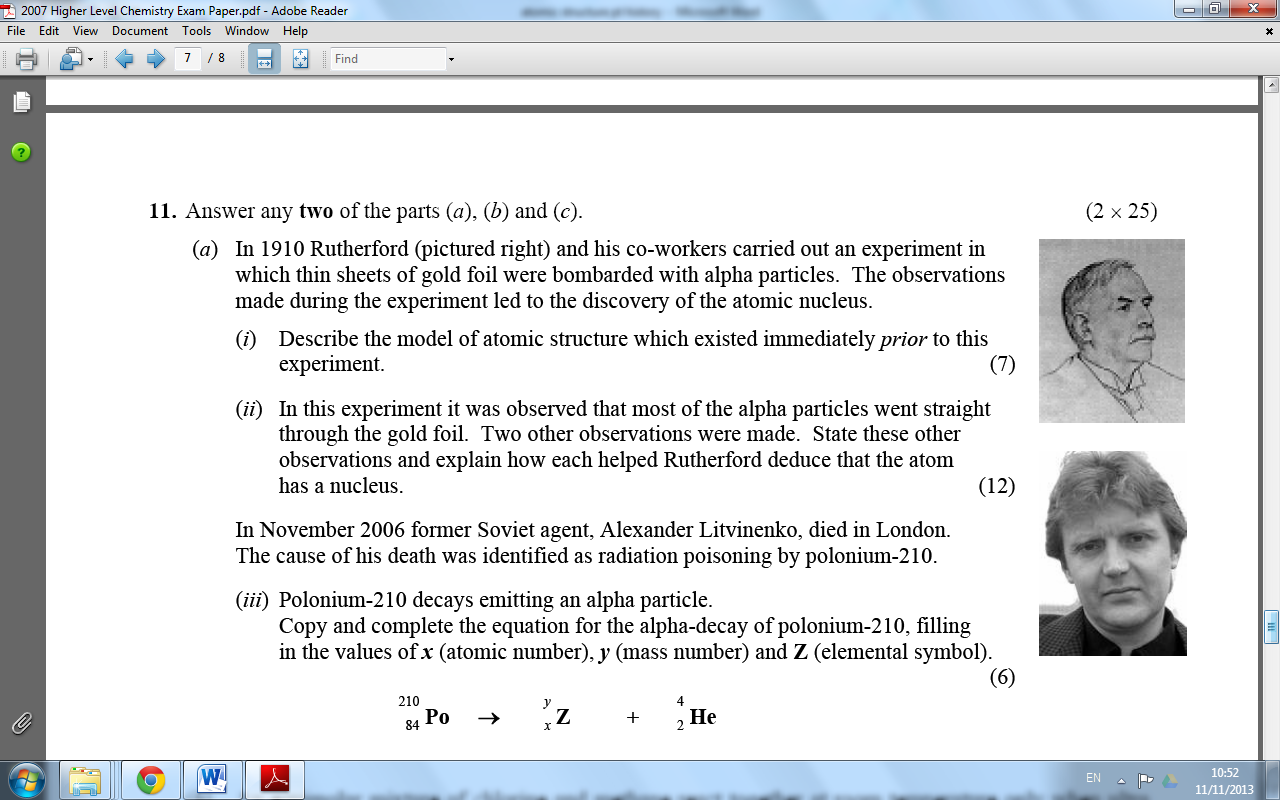 2007 Higher Level Chemistry Exam Paper.pdf - Adobe Reader
File Edit View Document Tools Window Help
7 / 8 Find
11. Answer any two of the parts (a), (b) and (c). (2 × 25)
(a) In 1910 Rutherford (pictured right) and his co-workers carried out an experiment in
which thin sheets of gold foil were bombarded with alpha particles. The observations
made during the experiment led to the discovery of the atomic nucleus.
(i) Describe the model of atomic structure which existed immediately prior to this
experiment. (7)
(ii) In this experiment it was observed that most of the alpha particles went straight
through the gold foil. Two other observations were made. State these other
observations and explain how each helped Rutherford deduce that the atom
has a nucleus. (12)
In November 2006 former Soviet agent, Alexander Litvinenko, died in London.
The cause of his death was identified as radiation poisoning by polonium-210.
(iii) Polonium-210 decays emitting an alpha particle.
Copy and complete the equation for the alpha-decay of polonium-210, filling
in the values of x (atomic number), y (mass number) and Z (elemental symbol).
(6)
210 y 4
84 Po → x Z + 2 He
EN 10:52
11/11/2013